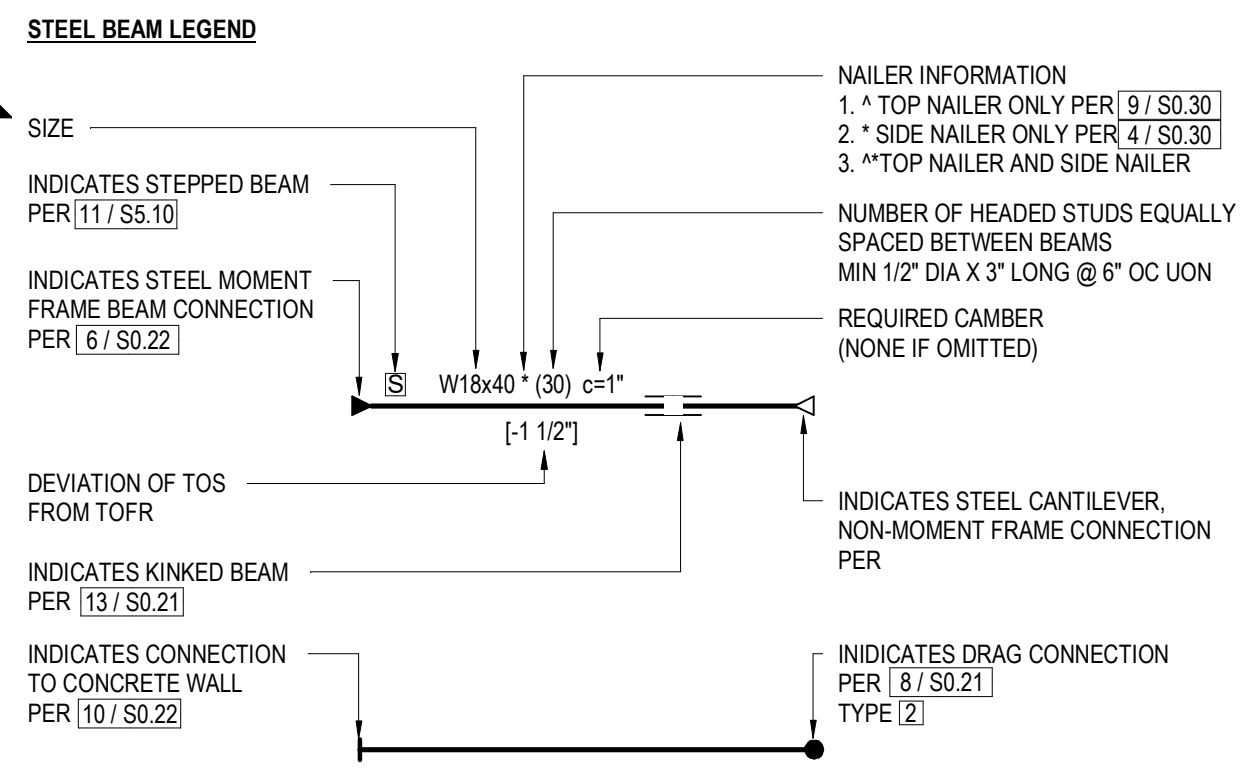 STEEL BEAM LEGEND
SIZE
INDICATES STEPPED BEAM
PER 11 / S5.10
INDICATES STEEL MOMENT
FRAME BEAM CONNECTION
PER 6 / S0.22
NAILER INFORMATION
1. ^ TOP NAILER ONLY PER 9 / S0.30
2. * SIDE NAILER ONLY PER 4 / S0.30
3. ^*TOP NAILER AND SIDE NAILER
NUMBER OF HEADED STUDS EQUALLY
SPACED BETWEEN BEAMS
MIN 1/2" DIA X 3" LONG @ 6" OC UON
REQUIRED CAMBER
(NONE IF OMITTED)
S W18x40 * (30) c=1"
[-1 1/2"]
DEVIATION OF TOS
FROM TOFR
INDICATES KINKED BEAM
PER 13 / S0.21
INDICATES STEEL CANTILEVER,
NON-MOMENT FRAME CONNECTION
PER
INDICATES CONNECTION
TO CONCRETE WALL
PER 10 / S0.22
INIDICATES DRAG CONNECTION
PER 8 / S0.21
TYPE 2